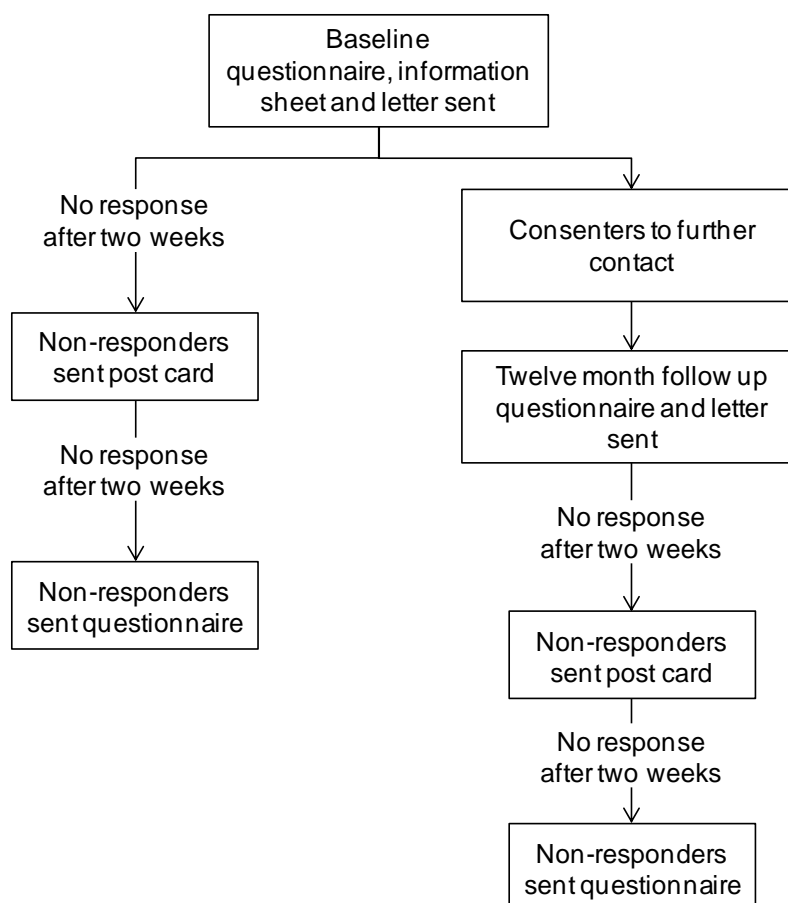 Baseline
questionnaire, information
sheet and letter sent
No response
after two weeks
Non-responders
sent post card
No response
after two weeks
Non-responders
sent questionnaire
Consenters to further
contact
Twelve month follow up
questionnaire and letter
sent
No response
after two weeks
Non-responders
sent post card
No response
after two weeks
Non-responders
sent questionnaire